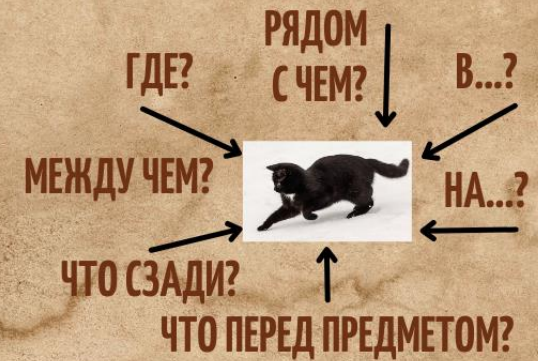 РЯДОМ
С ЧЕМ?
ГДЕ?
В...?
МЕЖДУ ЧЕМ?
НА...?
ЧТО СЗАДИ?
ЧТО ПЕРЕД ПРЕДМЕТОМ?